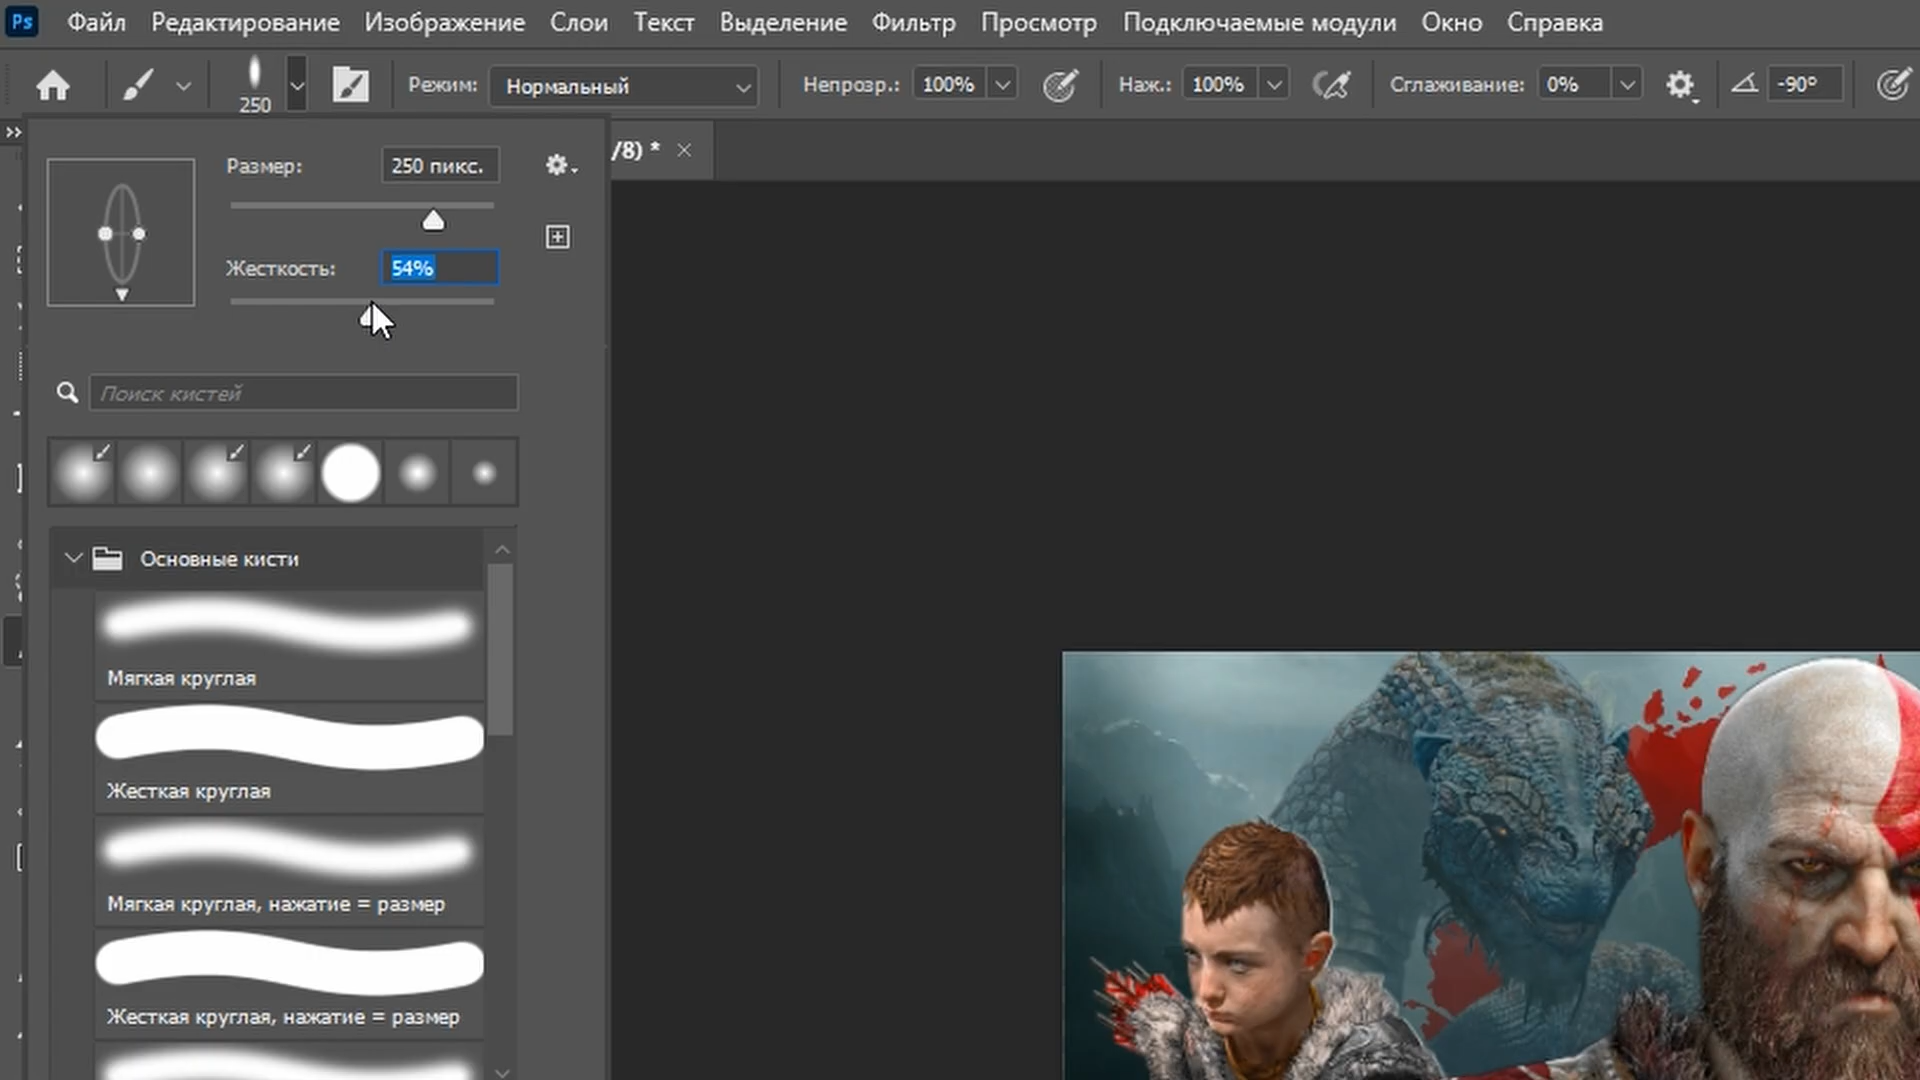 Ps Файл Редактирование Изображение Слои Текст Выделение Фильтр Просмотр Подключаемые модули Окно Справка
250 Режим: Нормальный Непрозр.: 100% Наж.: 100% Сглаживание: 0% -90°
/8) *
Размер: 250 пикс.
Жесткость: 54%
Поиск кистей
Основные кисти
Мягкая круглая
Жесткая круглая
Мягкая круглая, нажатие = размер
Жесткая круглая, нажатие = размер